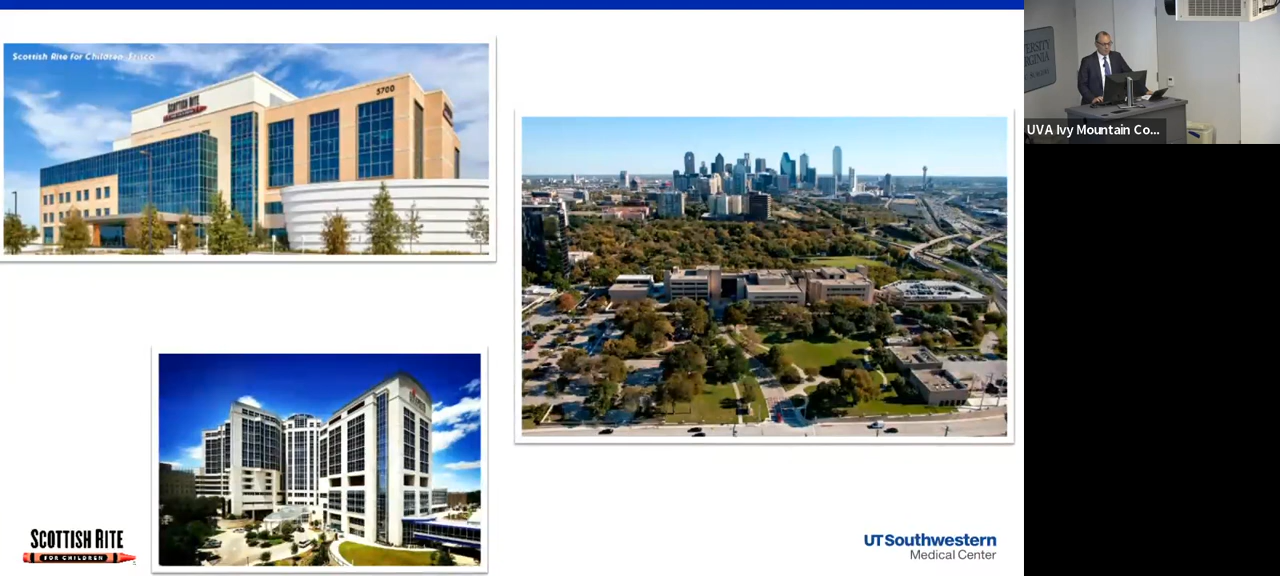 Scottish Rite for Children, Frisco
SCOTTISH RITE
5700
SCOTTISH RITE
FOR CHILDREN
UTSouthwestern
Medical Center
UVA Ivy Mountain Co...